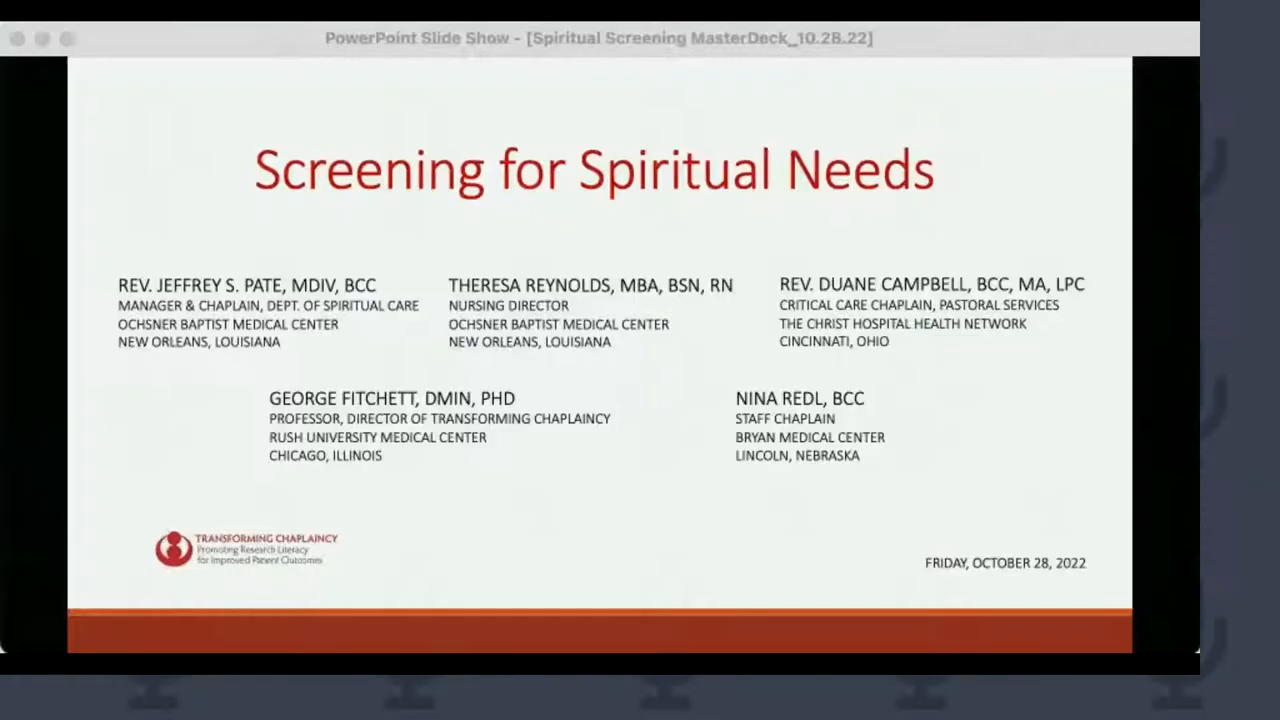 PowerPoint Slide Show - [Spiritual Screening MasterDeck_10.28.22]
Screening for Spiritual Needs
REV. JEFFREY S. PATE, MDIV, BCC
MANAGER & CHAPLAIN, DEPT. OF SPIRITUAL CARE
OCHSNER BAPTIST MEDICAL CENTER
NEW ORLEANS, LOUISIANA
THERESA REYNOLDS, MBA, BSN, RN
NURSING DIRECTOR
OCHSNER BAPTIST MEDICAL CENTER
NEW ORLEANS, LOUISIANA
REV. DUANE CAMPBELL, BCC, MA, LPC
CRITICAL CARE CHAPLAIN, PASTORAL SERVICES
THE CHRIST HOSPITAL HEALTH NETWORK
CINCINNATI, OHIO
GEORGE FITCHETT, DMIN, PHD
PROFESSOR, DIRECTOR OF TRANSFORMING CHAPLAINCY
RUSH UNIVERSITY MEDICAL CENTER
CHICAGO, ILLINOIS
NINA REDL, BCC
STAFF CHAPLAIN
BRYAN MEDICAL CENTER
LINCOLN, NEBRASKA
TRANSFORMING CHAPLAINCY
Promoting Research Literacy
for Improved Patient Outcomes
FRIDAY, OCTOBER 28, 2022